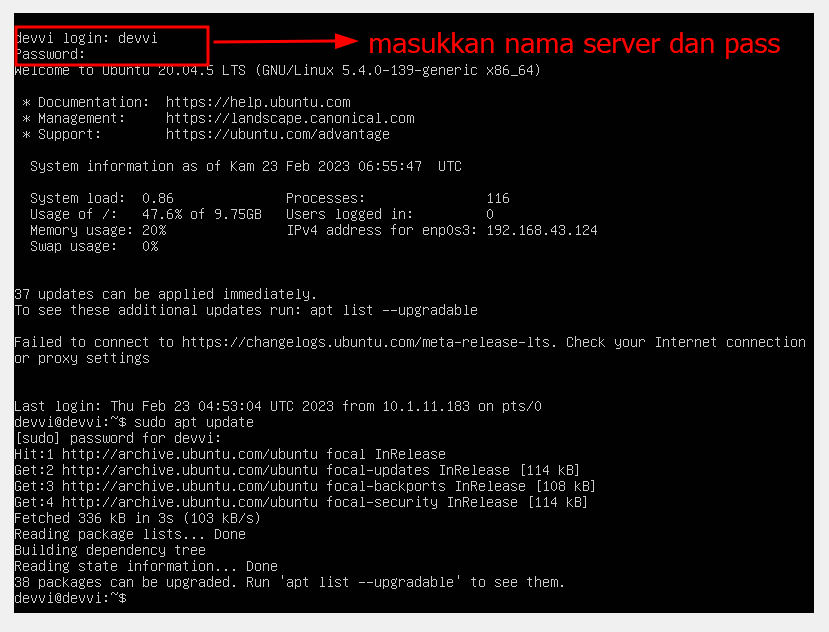 devvi login: devvi
masukkan nama server dan pass
Password:
Welcome to Ubuntu 20.04.5 LTS (GNU/Linux 5.4.0-139-generic x86_64)
* Documentation:  https://help.ubuntu.com
* Management:     https://landscape.canonical.com
* Support:        https://ubuntu.com/advantage
System information as of Kam 23 Feb 2023 06:55:47  UTC
System load:  0.86              Processes:               116
Usage of /:   47.6% of 9.75GB   Users logged in:         0
Memory usage: 20%               IPv4 address for enp0s3: 192.168.43.124
Swap usage:   0%
37 updates can be applied immediately.
To see these additional updates run: apt list --upgradable
Failed to connect to https://changelogs.ubuntu.com/meta-release-lts. Check your Internet connection
or proxy settings
Last login: Thu Feb 23 04:53:04 UTC 2023 from 10.1.11.183 on pts/0
devvi@devvi:~$ sudo apt update
[sudo] password for devvi:
Hit:1 http://archive.ubuntu.com/ubuntu focal InRelease
Get:2 http://archive.ubuntu.com/ubuntu focal-updates InRelease [114 kB]
Get:3 http://archive.ubuntu.com/ubuntu focal-backports InRelease [108 kB]
Get:4 http://archive.ubuntu.com/ubuntu focal-security InRelease [114 kB]
Fetched 336 kB in 3s (103 kB/s)
Reading package lists... Done
Building dependency tree
Reading state information... Done
38 packages can be upgraded. Run 'apt list --upgradable' to see them.
devvi@devvi:~$